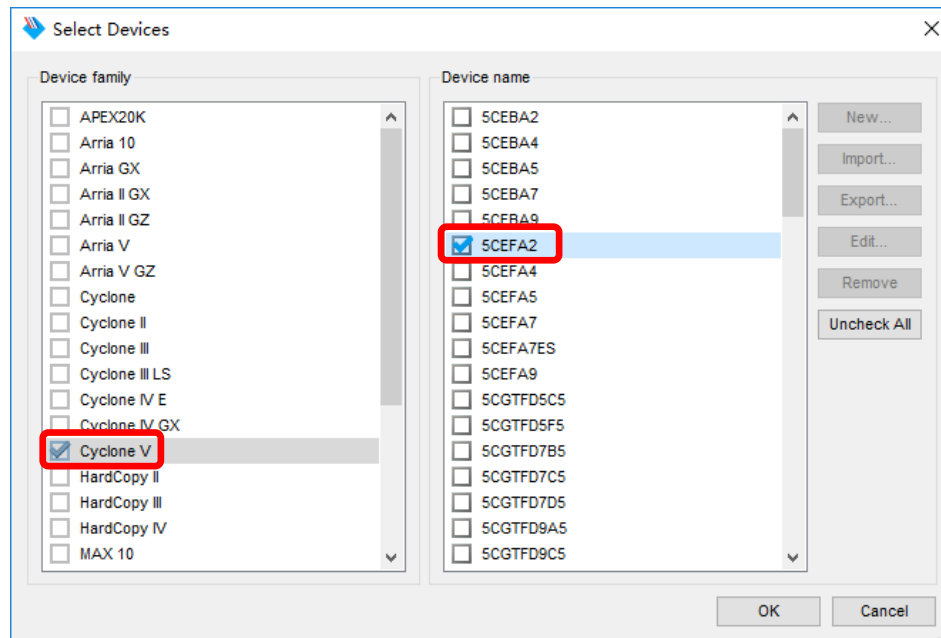 Select Devices
Device family
APEX20K
Arria 10
Arria GX
Arria II GX
Arria II GZ
Arria V
Arria V GZ
Cyclone
Cyclone II
Cyclone III
Cyclone III LS
Cyclone IV E
Cyclone IV GX
Cyclone V
HardCopy II
HardCopy III
HardCopy IV
MAX 10
Device name
5CEBA2
5CEBA4
5CEBA5
5CEBA7
5CEBA9
5CEFA2
5CEFA4
5CEFA5
5CEFA7
5CEFA7ES
5CEFA9
5CGTFD5C5
5CGTFD5F5
5CGTFD7B5
5CGTFD7C5
5CGTFD7D5
5CGTFD9A5
5CGTFD9C5
New...
Import...
Export...
Edit...
Remove
Uncheck All
OK
Cancel